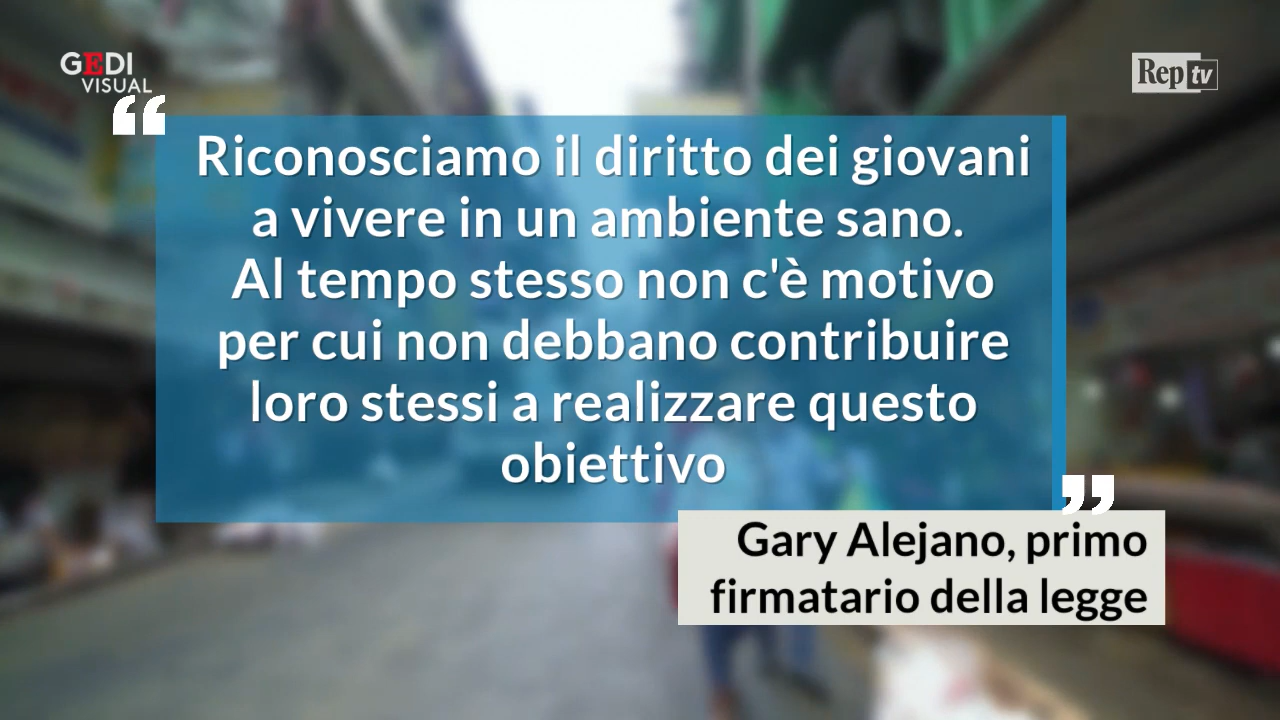 GEDI
VISUAL
Rep tv
“
Riconosciamo il diritto dei giovani
a vivere in un ambiente sano.
Al tempo stesso non c'è motivo
per cui non debbano contribuire
loro stessi a realizzare questo
obiettivo
”
Gary Alejano, primo
firmatario della legge